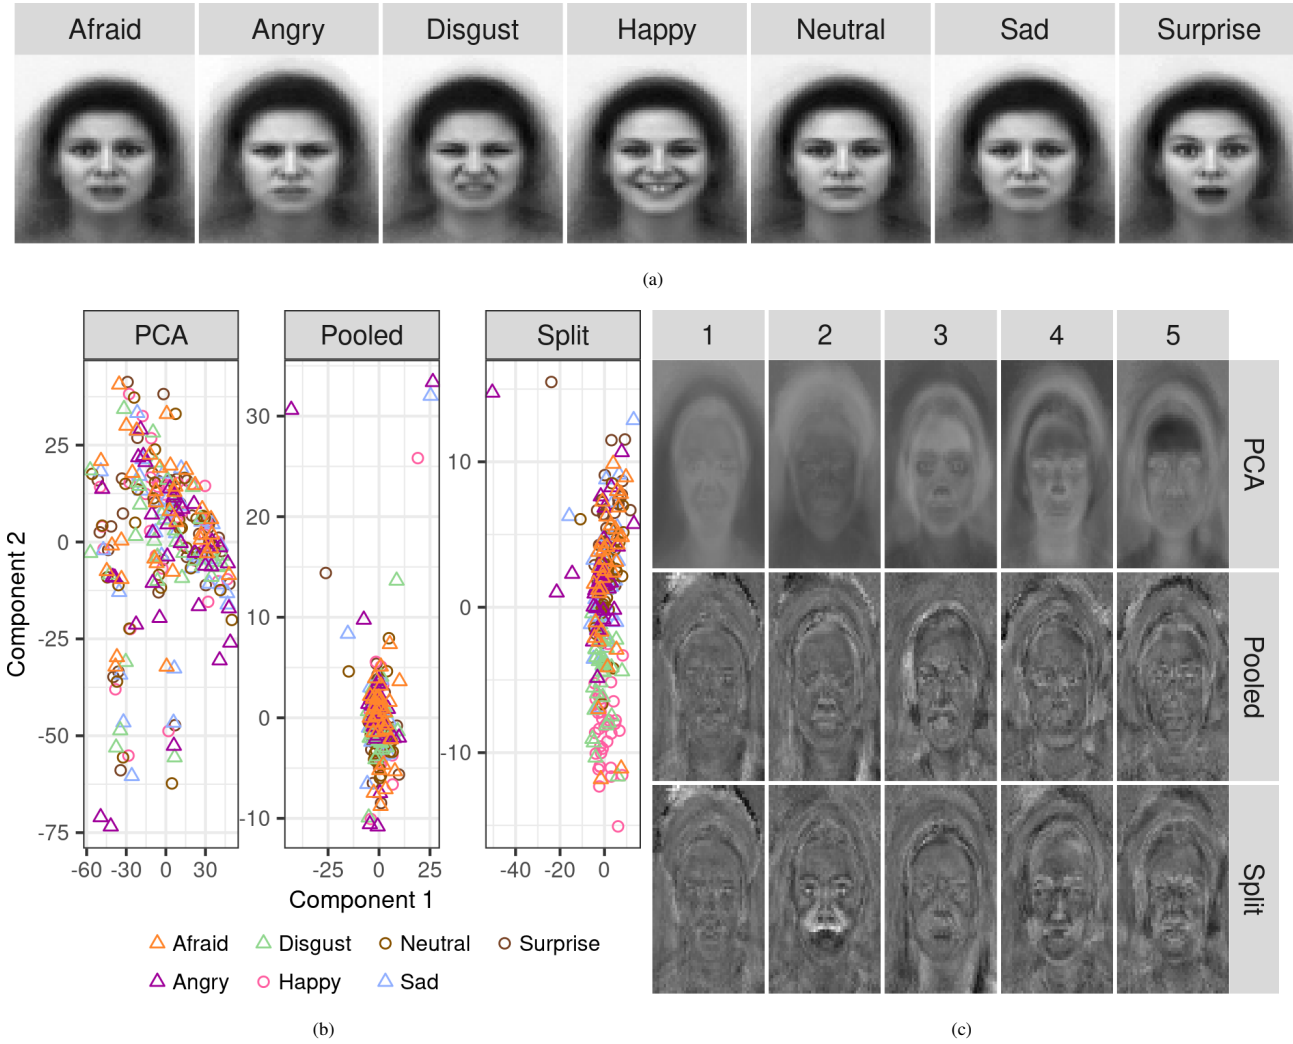 Afraid Angry Disgust Happy Neutral Sad Surprise
(a)
PCA Pooled Split
Component 2
25
0
-25
-50
-75
-60 -30 0 30
30
20
10
0
-10
-25 0 25
10
0
-10
-40 -20 0
Component 1
Afraid Disgust Neutral Surprise
Angry Happy Sad
(b)
1 2 3 4 5
PCA
Pooled
Split
(c)